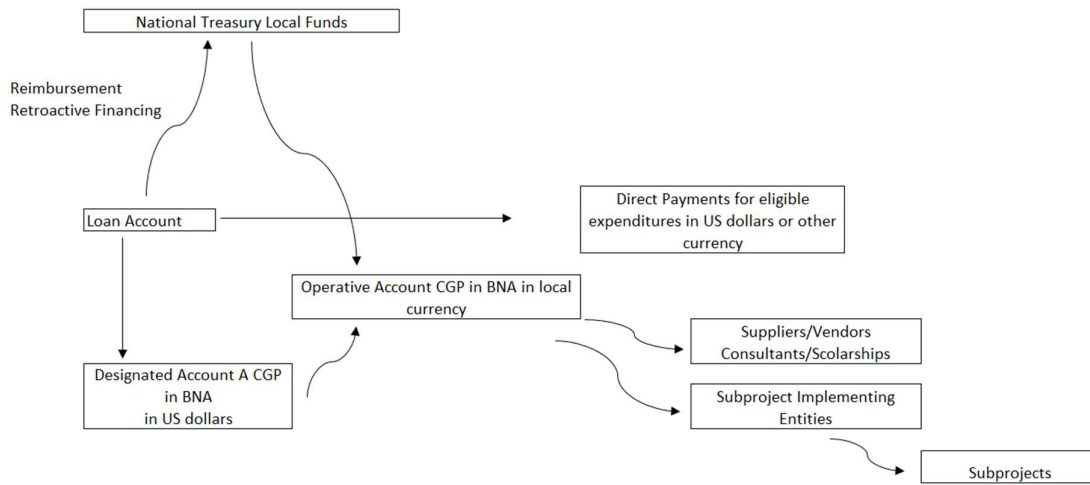 National Treasury Local Funds
Reimbursement
Retroactive Financing
Loan Account
Direct Payments for eligible
expenditures in US dollars or other
currency
Operative Account CGP in BNA in local
currency
Suppliers/Vendors
Consultants/Scolarships
Designated Account A CGP
in BNA
in US dollars
Subproject Implementing
Entities
Subprojects